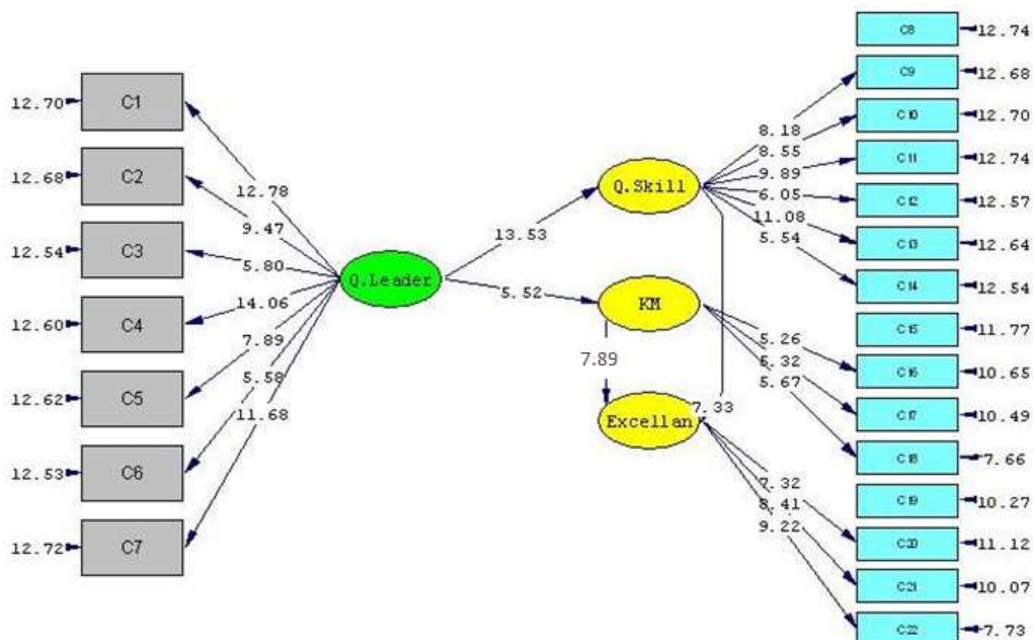 12.70 C1
12.68 C2
12.54 C3
12.60 C4
12.62 C5
12.53 C6
12.72 C7
12.78
9.47
5.80
14.06
7.89
5.58
11.68
Q.Leader
13.53
5.52
Q.Skill
KM
7.89
Excellan
7.33
8.18
8.55
9.89
6.05
11.08
5.54
5.26
5.32
5.67
7.32
8.41
9.22
C8 12.74
C9 12.68
C10 12.70
C11 12.74
C12 12.57
C13 12.64
C14 12.54
C15 11.77
C16 10.65
C17 10.49
C18 7.66
C19 10.27
C20 11.12
C21 10.07
C22 7.73